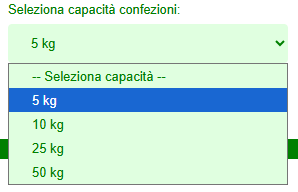 Seleziona capacità confezioni:
5 kg
-- Seleziona capacità --
5 kg
10 kg
25 kg
50 kg